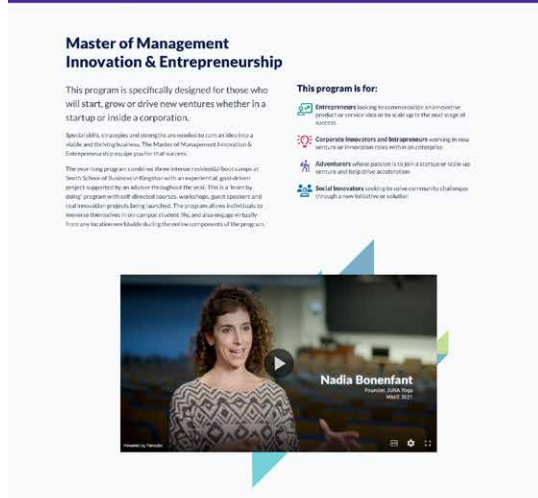 Master of Management
Innovation & Entrepreneurship
This program is specifically designed for those who
will start, grow or drive new ventures whether in a
startup or inside a corporation.
Special skills, strategies and strengths are needed to turn an idea into a
viable and thriving business. The Master of Management Innovation &
Entrepreneurship equips you for that success.
The year-long program combines three intense residential boot camps at
Smith School of Business in Kingston with an experiential, goal-driven
project supported by an advisor throughout the year. This is a 'learn by
doing' program with self-directed courses, workshops, guest speakers and
real innovation projects being launched. The program allows individuals to
immerse themselves in on-campus student life, and also engage virtually
from any location worldwide during the online components of the program.
This program is for:
Entrepreneurs looking to commercialize an innovative
product or service idea or to scale up to the next stage of
success
Corporate Innovators and Intrapreneurs working in new
venture or innovation roles within an enterprise
Adventurers whose passion is to join a startup or scale-up
venture and help drive acceleration
Social Innovators seeking to solve community challenges
through a new initiative or solution
Nadia Bonenfant
Founder, JUNA Yoga
MMIE 2021
Powered by Panopto